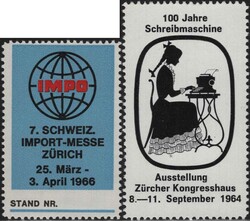 IMPO
7. SCHWEIZ.
IMPORT-MESSE
ZÜRICH
25. März -
3. April 1966
STAND NR.
100 Jahre
Schreibmaschine
Ausstellung
Zürcher Kongresshaus
8.—11. September 1964